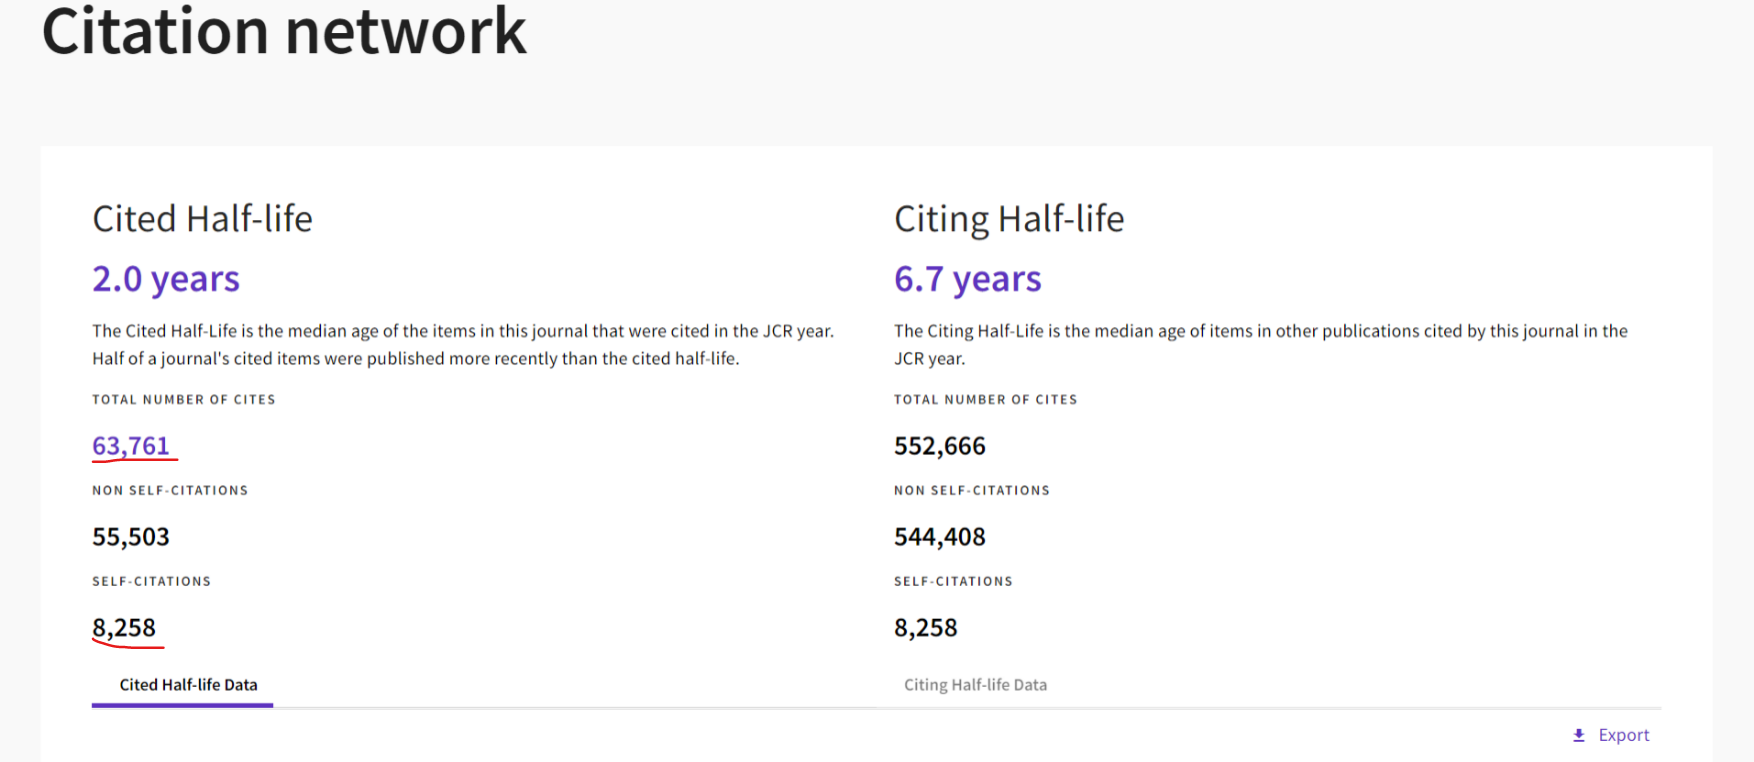 Citation network
Cited Half-life
2.0 years
The Cited Half-Life is the median age of the items in this journal that were cited in the JCR year.
Half of a journal's cited items were published more recently than the cited half-life.
TOTAL NUMBER OF CITES
63,761
NON SELF-CITATIONS
55,503
SELF-CITATIONS
8,258
Cited Half-life Data
Citing Half-life
6.7 years
The Citing Half-Life is the median age of items in other publications cited by this journal in the
JCR year.
TOTAL NUMBER OF CITES
552,666
NON SELF-CITATIONS
544,408
SELF-CITATIONS
8,258
Citing Half-life Data
Export